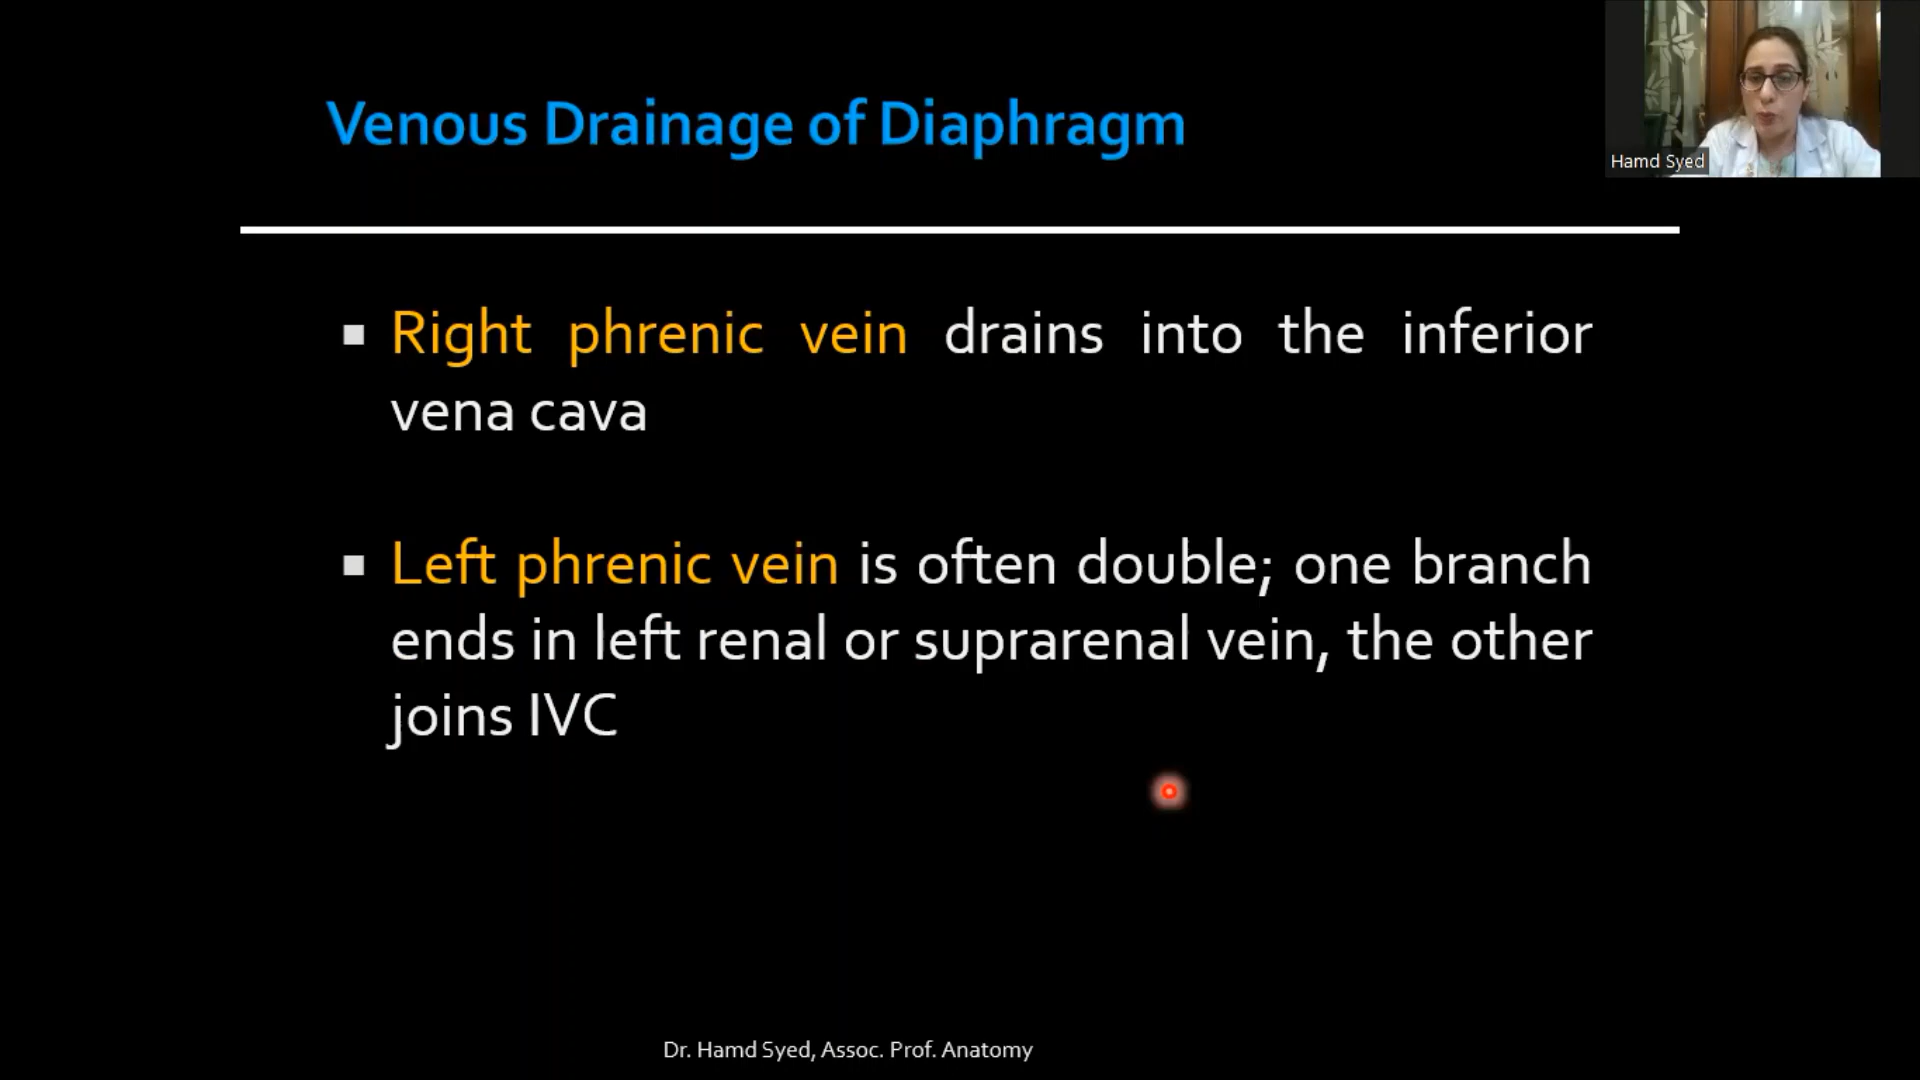 Venous Drainage of Diaphragm
Hamd Syed
Right phrenic vein drains into the inferior
vena cava
Left phrenic vein is often double; one branch
ends in left renal or suprarenal vein, the other
joins IVC
Dr. Hamd Syed, Assoc. Prof. Anatomy